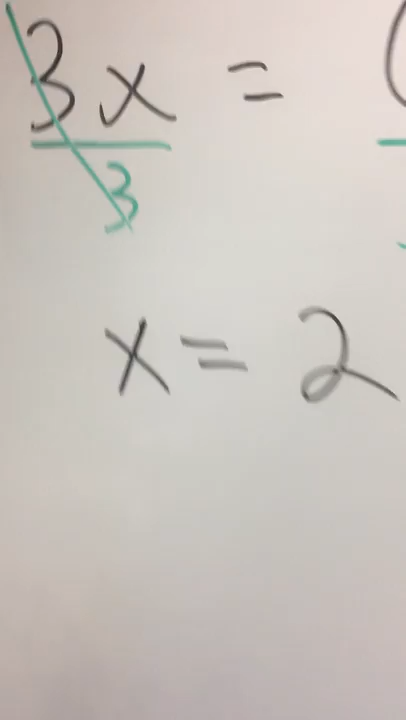 3x =
3
x = 2